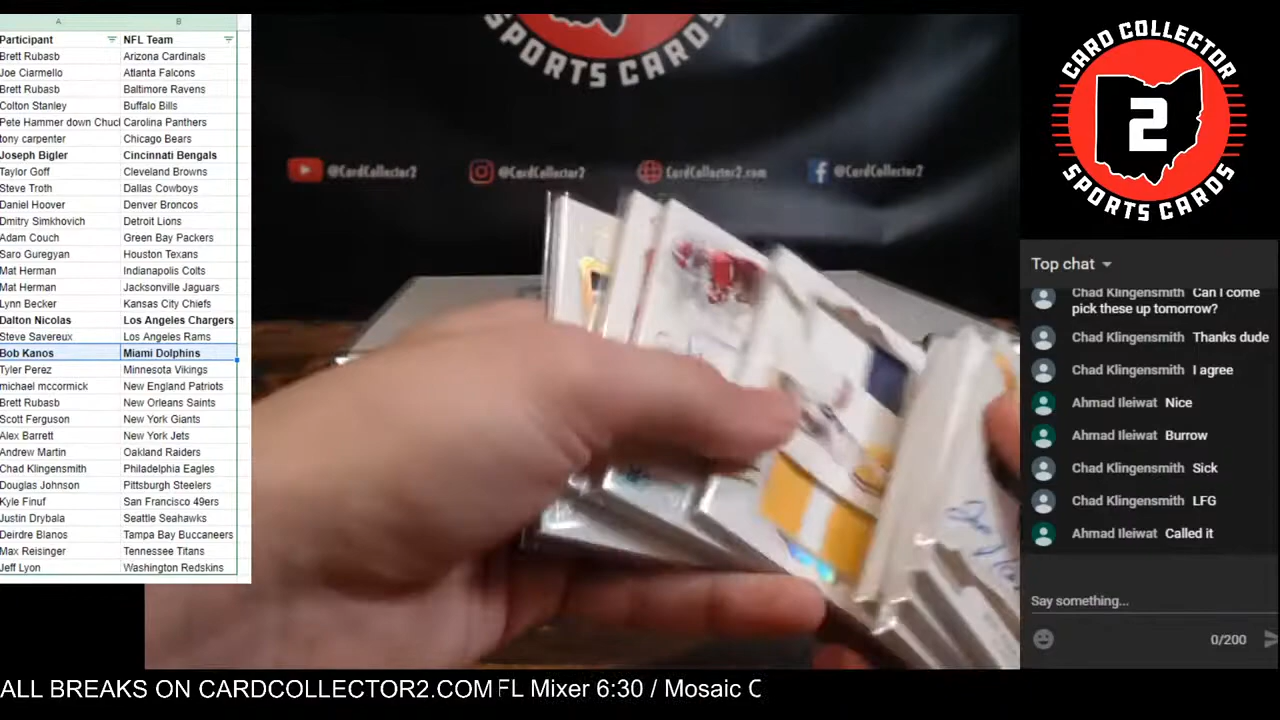 A B
Participant NFL Team
Brett Rubasb Arizona Cardinals
Joe Ciarmello Atlanta Falcons
Brett Rubasb Baltimore Ravens
Colton Stanley Buffalo Bills
Pete Hammer down Chucl Carolina Panthers
tony carpenter Chicago Bears
Joseph Bigler Cincinnati Bengals
Taylor Goff Cleveland Browns
Steve Troth Dallas Cowboys
Daniel Hoover Denver Broncos
Dmitry Simkhovich Detroit Lions
Adam Couch Green Bay Packers
Saro Guregyan Houston Texans
Mat Herman Indianapolis Colts
Mat Herman Jacksonville Jaguars
Lynn Becker Kansas City Chiefs
Dalton Nicolas Los Angeles Chargers
Steve Savereux Los Angeles Rams
Bob Kanos Miami Dolphins
Tyler Perez Minnesota Vikings
michael mccormick New England Patriots
Brett Rubasb New Orleans Saints
Scott Ferguson New York Giants
Alex Barrett New York Jets
Andrew Martin Oakland Raiders
Chad Klingensmith Philadelphia Eagles
Douglas Johnson Pittsburgh Steelers
Kyle Finuf San Francisco 49ers
Justin Drybala Seattle Seahawks
Deirdre Blanos Tampa Bay Buccaneers
Max Reisinger Tennessee Titans
Jeff Lyon Washington Redskins
SPORTS CARDS
@CardCollector2 @CardCollector2 CardCollector2.com @CardCollector2
CARD COLLECTOR
2
SPORTS CARDS
Top chat
Chad Klingensmith Can I come
pick these up tomorrow?
Chad Klingensmith Thanks dude
Chad Klingensmith I agree
Ahmad Ileiwat Nice
Ahmad Ileiwat Burrow
Chad Klingensmith Sick
Chad Klingensmith LFG
Ahmad Ileiwat Called it
Say something...
0/200
ALL BREAKS ON CARDCOLLECTOR2.COM FL Mixer 6:30 / Mosaic C